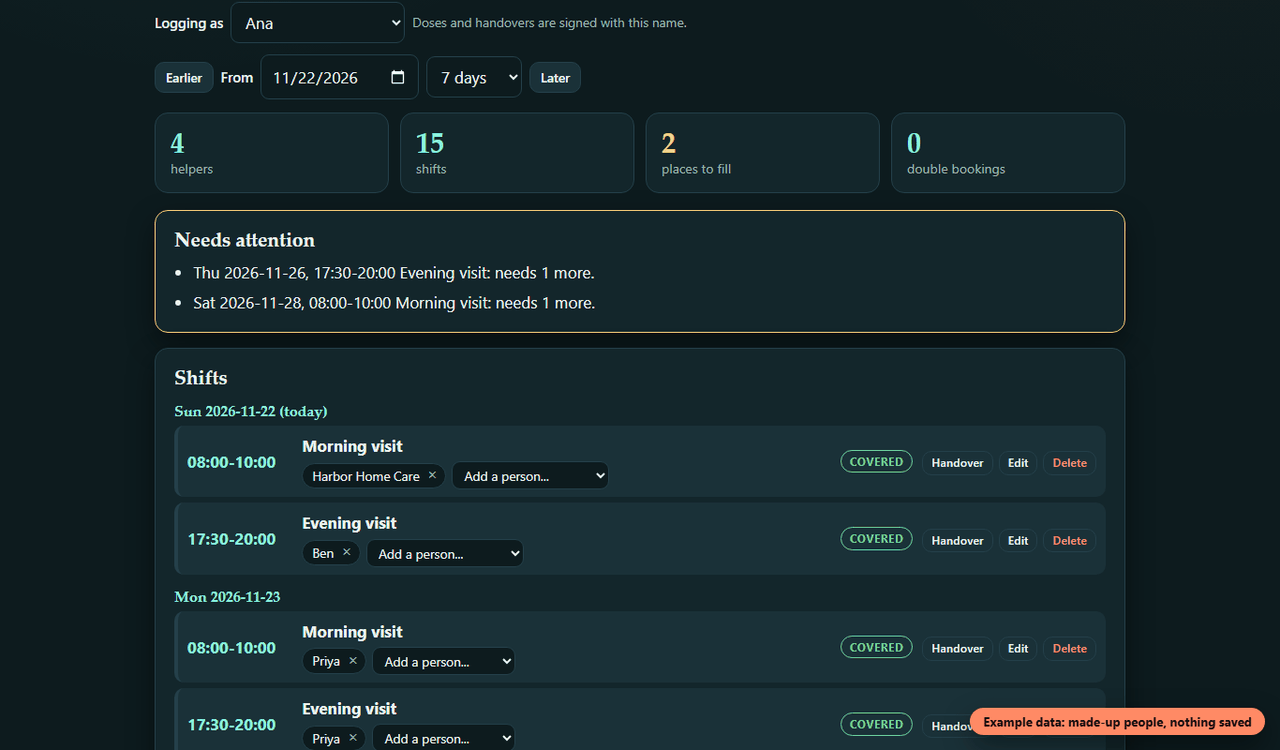 Logging as Ana Doses and handovers are signed with this name.
Earlier From 11/22/2026 7 days Later
4 15 2 0
helpers shifts places to fill double bookings
Needs attention
• Thu 2026-11-26, 17:30-20:00 Evening visit: needs 1 more.
• Sat 2026-11-28, 08:00-10:00 Morning visit: needs 1 more.
Shifts
Sun 2026-11-22 (today)
Morning visit
08:00-10:00 COVERED Handover Edit Delete
Harbor Home Care × Add a person...
Evening visit
17:30-20:00 COVERED Handover Edit Delete
Ben × Add a person...
Mon 2026-11-23
Morning visit
08:00-10:00 COVERED Handover Edit Delete
Priya × Add a person...
Evening visit
17:30-20:00 COVERED
Priya × Add a person...
Example data: made-up people, nothing saved